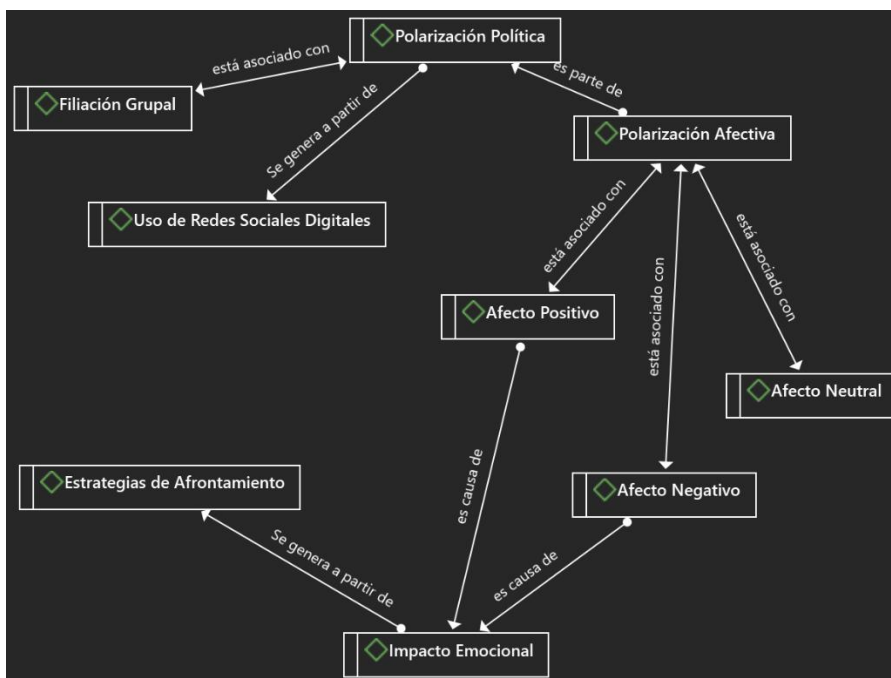 Polarización Política
está asociado con
es parte de
Filiación Grupal
Se genera a partir de
Polarización Afectiva
Uso de Redes Sociales Digitales
está asociado con
está asociado con
está asociado con
Afecto Positivo
Afecto Neutral
es causa de
Estrategias de Afrontamiento
Afecto Negativo
Se genera a partir de
es causa de
Impacto Emocional